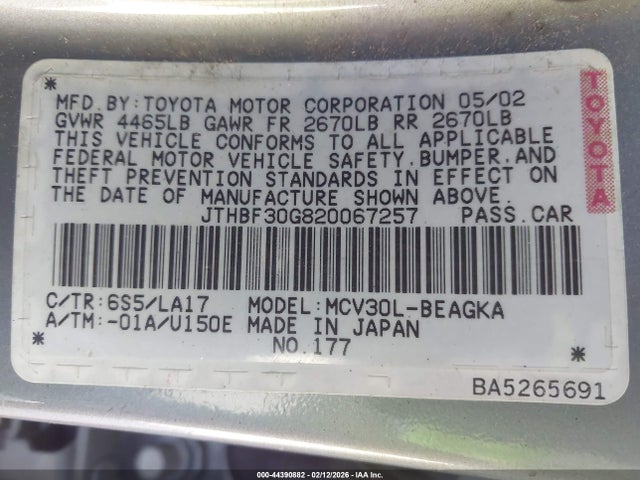 MFD.BY:TOYOTA MOTOR CORPORATION 05/02
GVWR 4465LB GAWR FR 2670LB RR 2670LB
THIS VEHICLE CONFORMS TO ALL APPLICABLE
FEDERAL MOTOR VEHICLE SAFETY,BUMPER,AND
THEFT PREVENTION STANDARDS IN EFFECT ON
THE DATE OF MANUFACTURE SHOWN ABOVE.
JTHBF30G820067257 PASS.CAR
TOYOTA
C/TR:6S5/LA17 MODEL:MCV30L-BEAGKA
A/TM:-01A/U150E MADE IN JAPAN
NO.177
BA5265691
000-44390882 - 02/12/2026 - IAA Inc.